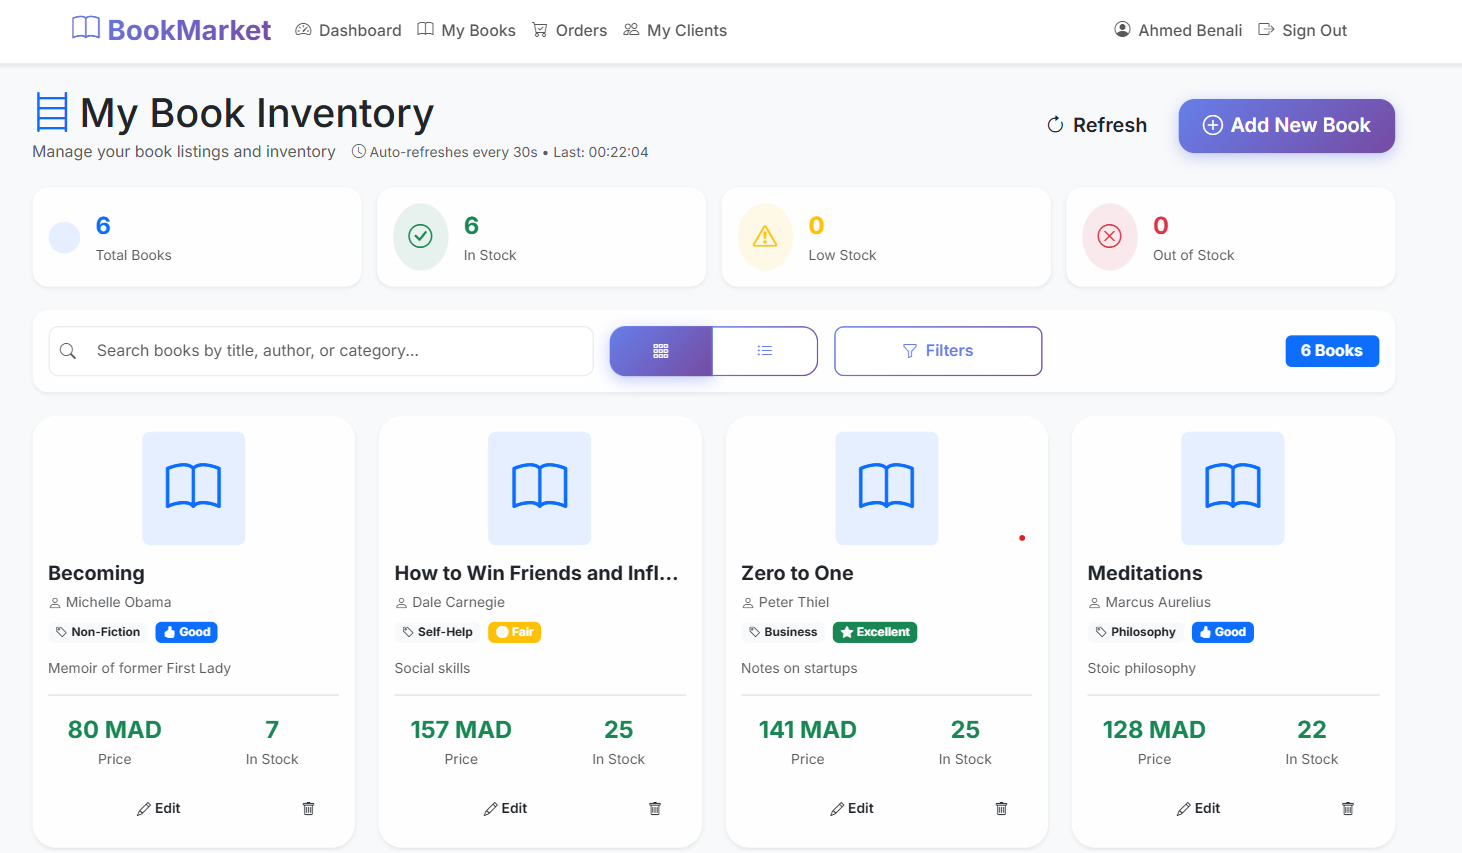 BookMarket Dashboard My Books Orders My Clients Ahmed Benali Sign Out
My Book Inventory
Refresh Add New Book
Manage your book listings and inventory Auto-refreshes every 30s • Last: 00:22:04
6 6 0 0
Total Books In Stock Low Stock Out of Stock
Search books by title, author, or category... Filters 6 Books
Becoming How to Win Friends and Infl... Zero to One Meditations
Michelle Obama Dale Carnegie Peter Thiel Marcus Aurelius
Non-Fiction Good Self-Help Fair Business Excellent Philosophy Good
Memoir of former First Lady Social skills Notes on startups Stoic philosophy
80 MAD 7 157 MAD 25 141 MAD 25 128 MAD 22
Price In Stock Price In Stock Price In Stock Price In Stock
Edit Edit Edit Edit